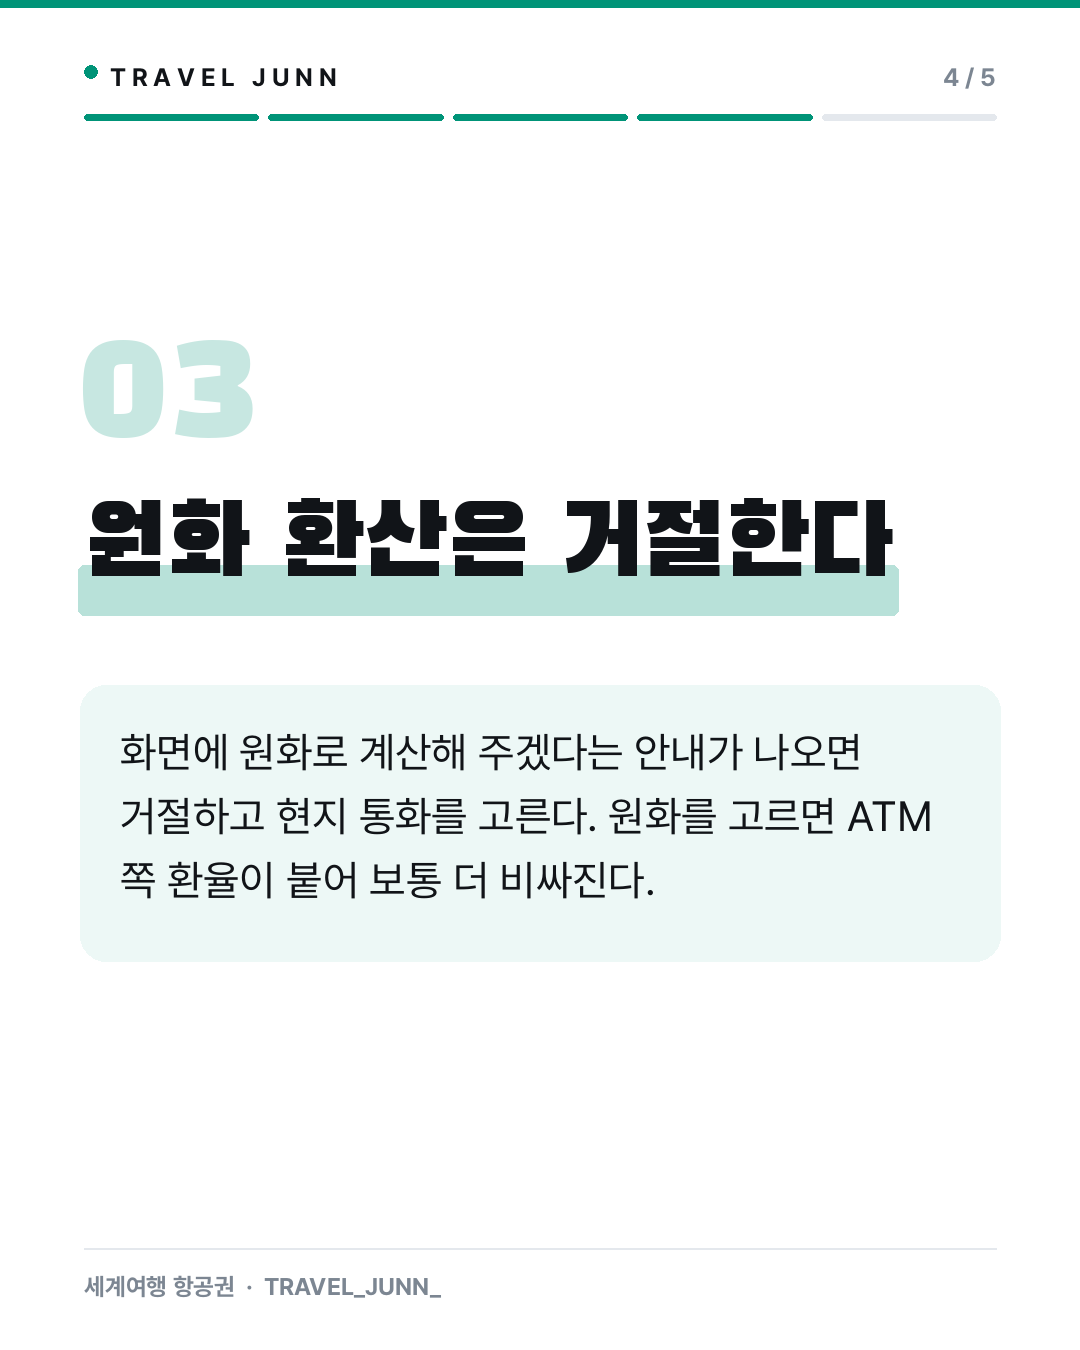 TRAVEL JUNN
4 / 5
03
원화 환산은 거절한다
화면에 원화로 계산해 주겠다는 안내가 나오면
거절하고 현지 통화를 고른다. 원화를 고르면 ATM
쪽 환율이 붙어 보통 더 비싸진다.
세계여행 항공권 · TRAVEL_JUNN_